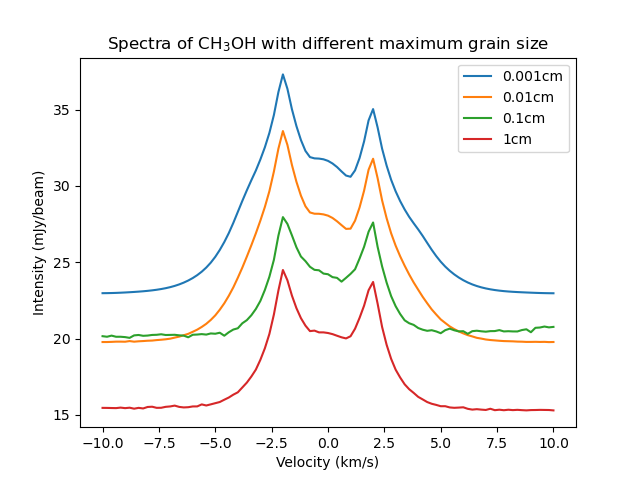 Spectra of CH₃OH with different maximum grain size
0.001cm
0.01cm
0.1cm
1cm
35
30
25
20
15
Intensity (mJy/beam)
−10.0 −7.5 −5.0 −2.5 0.0 2.5 5.0 7.5 10.0
Velocity (km/s)